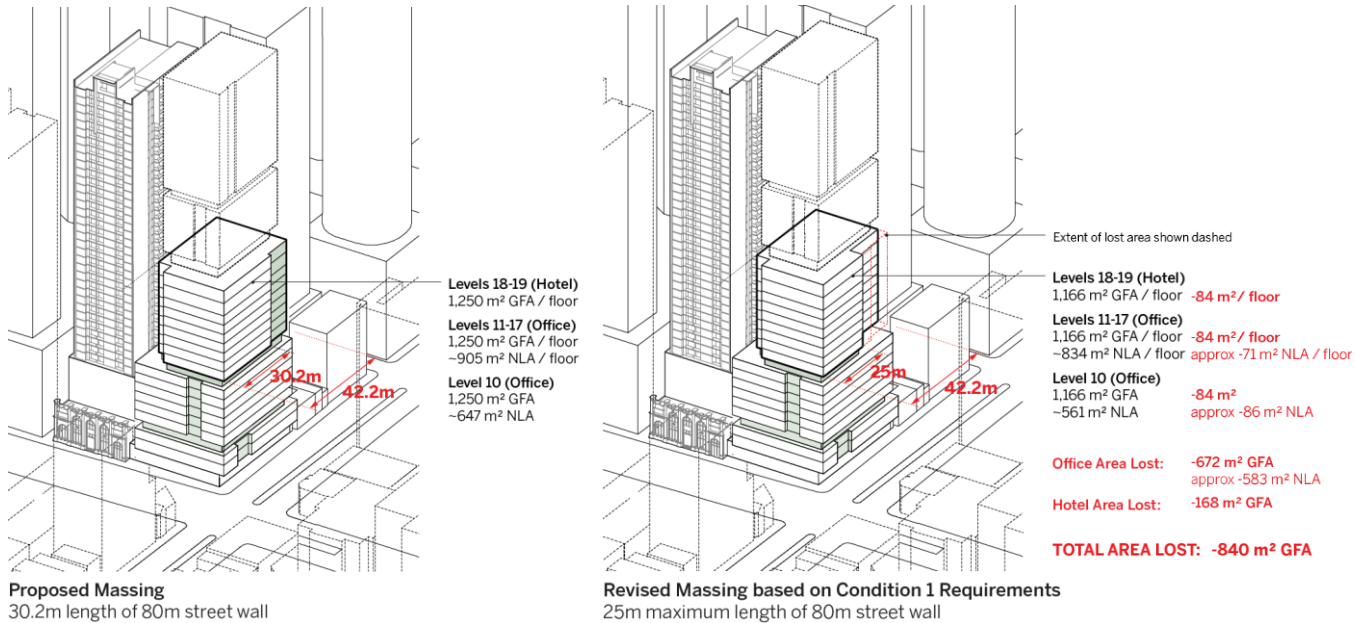 30.2m
42.2m
Levels 18-19 (Hotel)
1,250 m² GFA / floor
Levels 11-17 (Office)
1,250 m² GFA / floor
~905 m² NLA / floor
Level 10 (Office)
1,250 m² GFA
~647 m² NLA
Proposed Massing
30.2m length of 80m street wall
25m
42.2m
Extent of lost area shown dashed
Levels 18-19 (Hotel)
1,166 m² GFA / floor -84 m²/ floor
Levels 11-17 (Office)
1,166 m² GFA / floor -84 m²/ floor
~834 m² NLA / floor approx -71 m² NLA / floor
Level 10 (Office)
1,166 m² GFA -84 m²
~561 m² NLA approx -86 m² NLA
Office Area Lost: -672 m² GFA
approx -583 m² NLA
Hotel Area Lost: -168 m² GFA
TOTAL AREA LOST: -840 m² GFA
Revised Massing based on Condition 1 Requirements
25m maximum length of 80m street wall